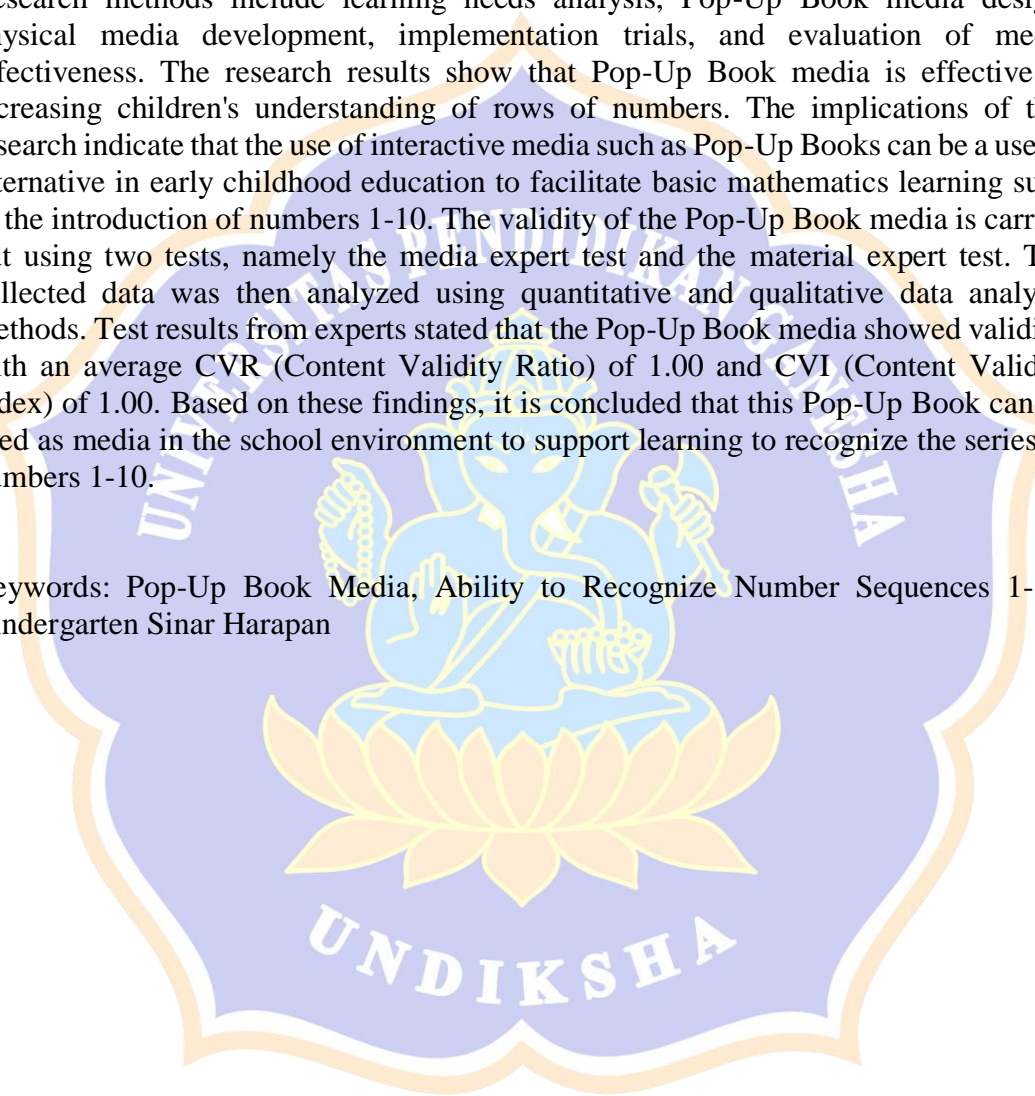 esearch methods include learning needs analysis, Pop-Up Book media desig
hysical media development, implementation trials, and evaluation of med
fectiveness. The research results show that Pop-Up Book media is effective
creasing children's understanding of rows of numbers. The implications of th
search indicate that the use of interactive media such as Pop-Up Books can be a use
ternative in early childhood education to facilitate basic mathematics learning su
the introduction of numbers 1-10. The validity of the Pop-Up Book media is carri
ut using two tests, namely the media expert test and the material expert test. T
llected data was then analyzed using quantitative and qualitative data analy
ethods. Test results from experts stated that the Pop-Up Book media showed validi
ith an average CVR (Content Validity Ratio) of 1.00 and CVI (Content Valid
dex) of 1.00. Based on these findings, it is concluded that this Pop-Up Book can
ed as media in the school environment to support learning to recognize the series
umbers 1-10.
eywords: Pop-Up Book Media, Ability to Recognize Number Sequences 1-
indergarten Sinar Harapan
UNIVERSITAS PENDIDIKAN GANESHA
UNDIKSHA